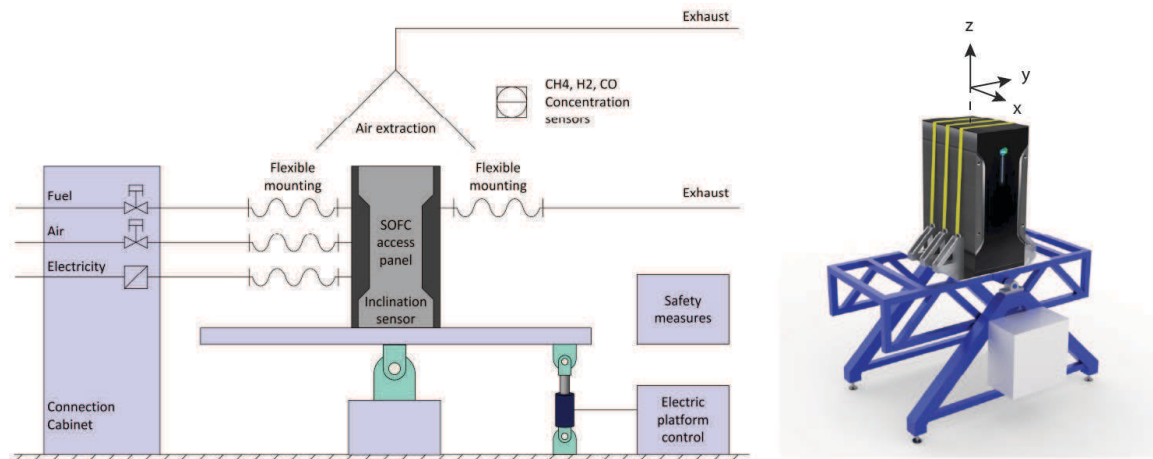 Exhaust
CH4, H2, CO
Concentration
sensors
Air extraction
Flexible
mounting
Flexible
mounting
Fuel
Exhaust
Air
SOFC
access
panel
Electricity
Inclination
sensor
Safety
measures
Connection
Cabinet
Electric
platform
control
z
y
x